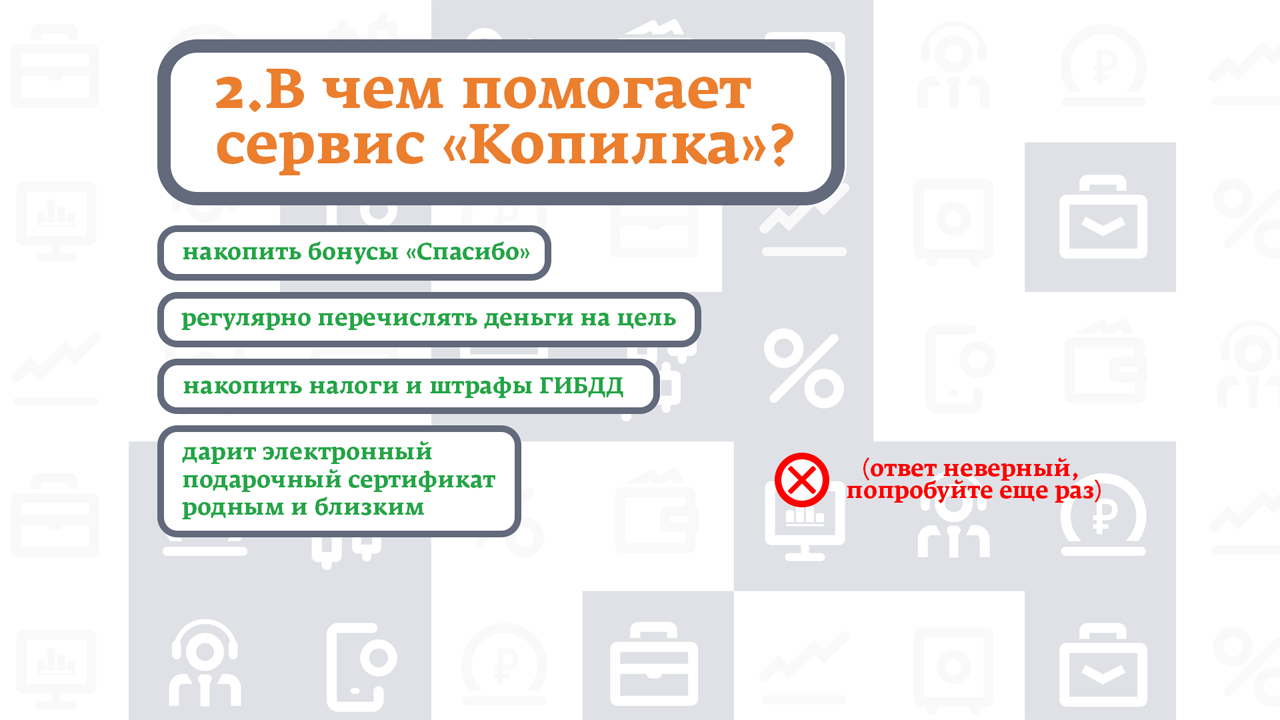 2.В чем помогает
сервис «Копилка»?
накопить бонусы «Спасибо»
регулярно перечислять деньги на цель
накопить налоги и штрафы ГИБДД
дарит электронный
подарочный сертификат
родным и близким
(ответ неверный,
попробуйте еще раз)